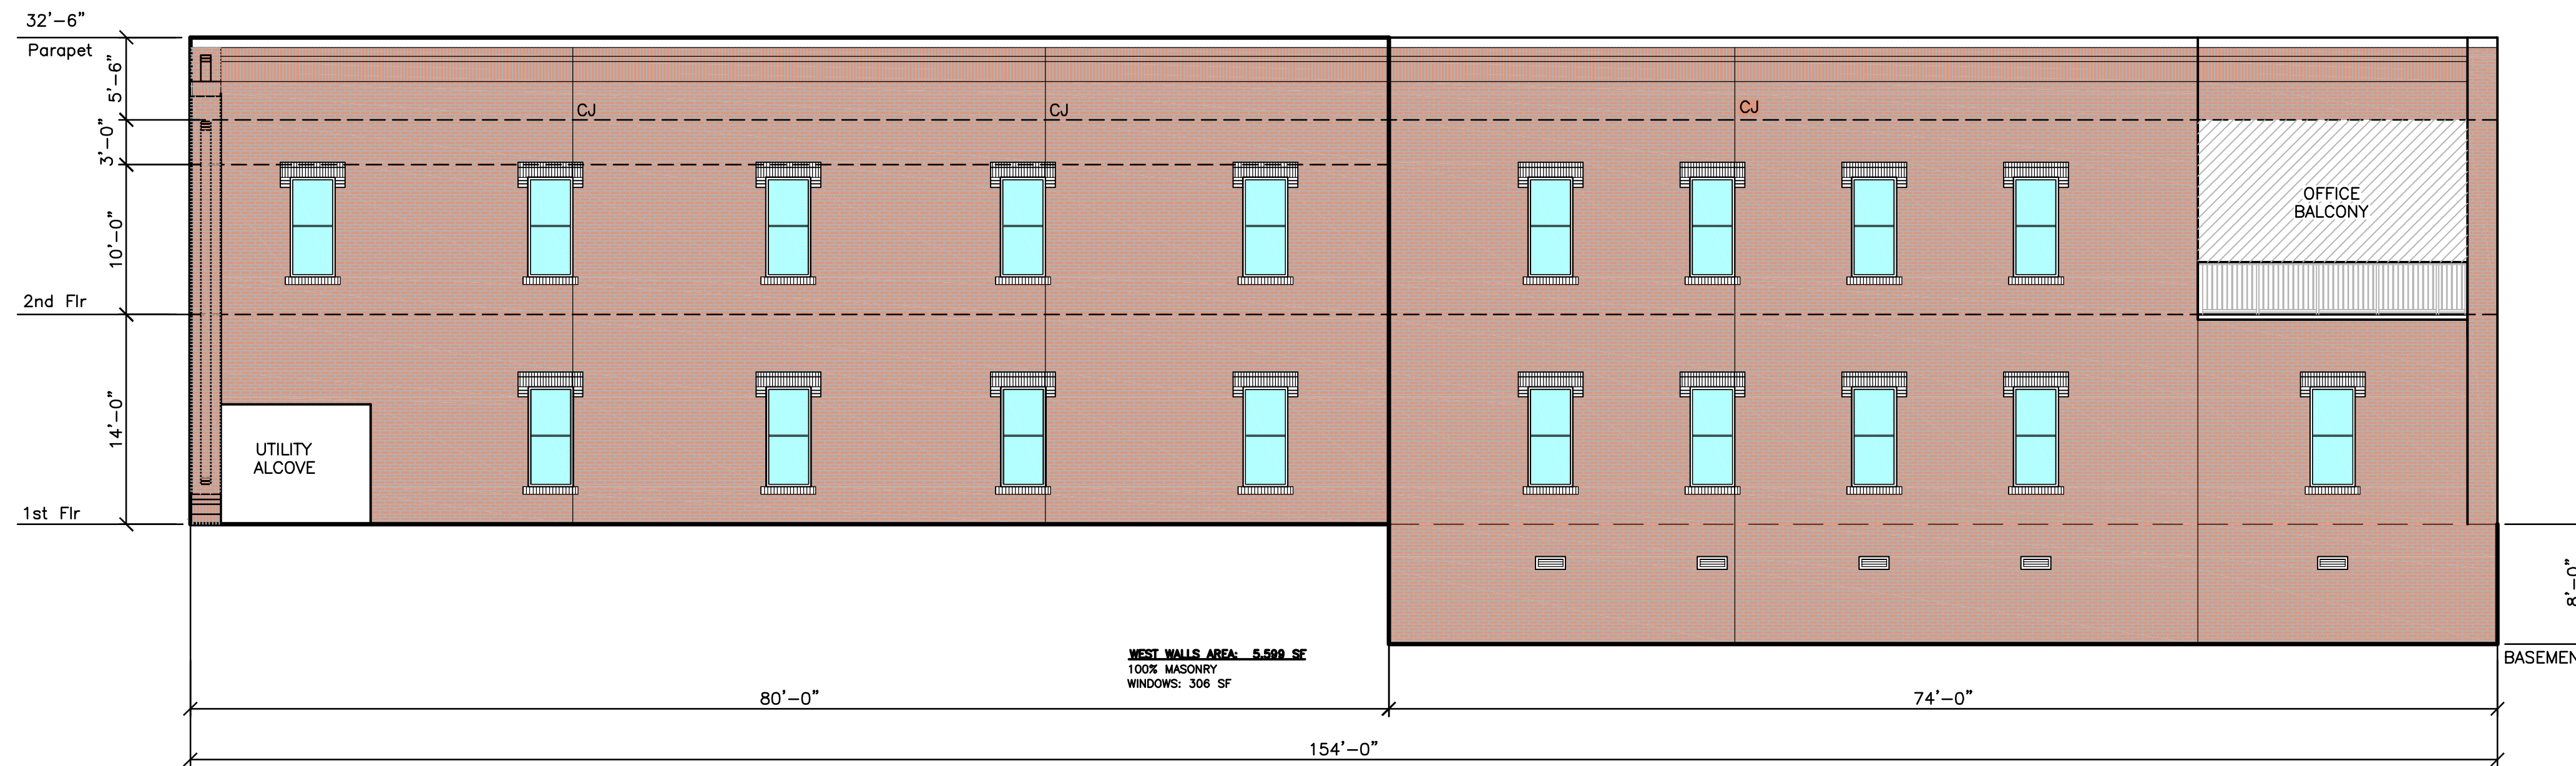 32'-6"
Parapet
5'-6"
CJ
CJ
CJ
3'-0"
10'-0"
OFFICE
BALCONY
2nd Flr
14'-0"
UTILITY
ALCOVE
1st Flr
8'-0"
WEST WALLS AREA: 5,599 SF
100% MASONRY
WINDOWS: 306 SF
BASEMEN
80'-0"
74'-0"
154'-0"